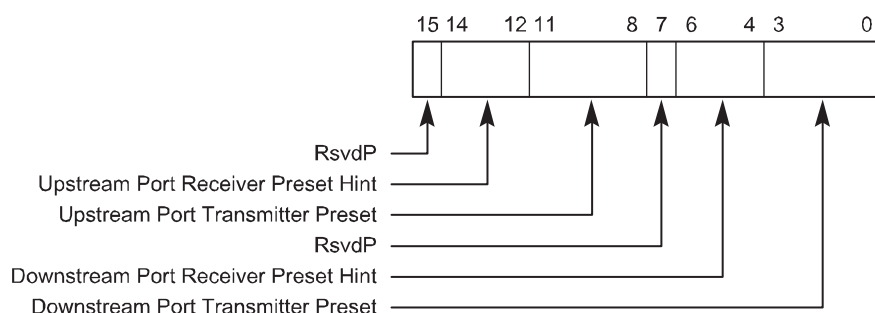 15 14 12 11 8 7 6 4 3 0
RsvdP
Upstream Port Receiver Preset Hint
Upstream Port Transmitter Preset
RsvdP
Downstream Port Receiver Preset Hint
Downstream Port Transmitter Preset